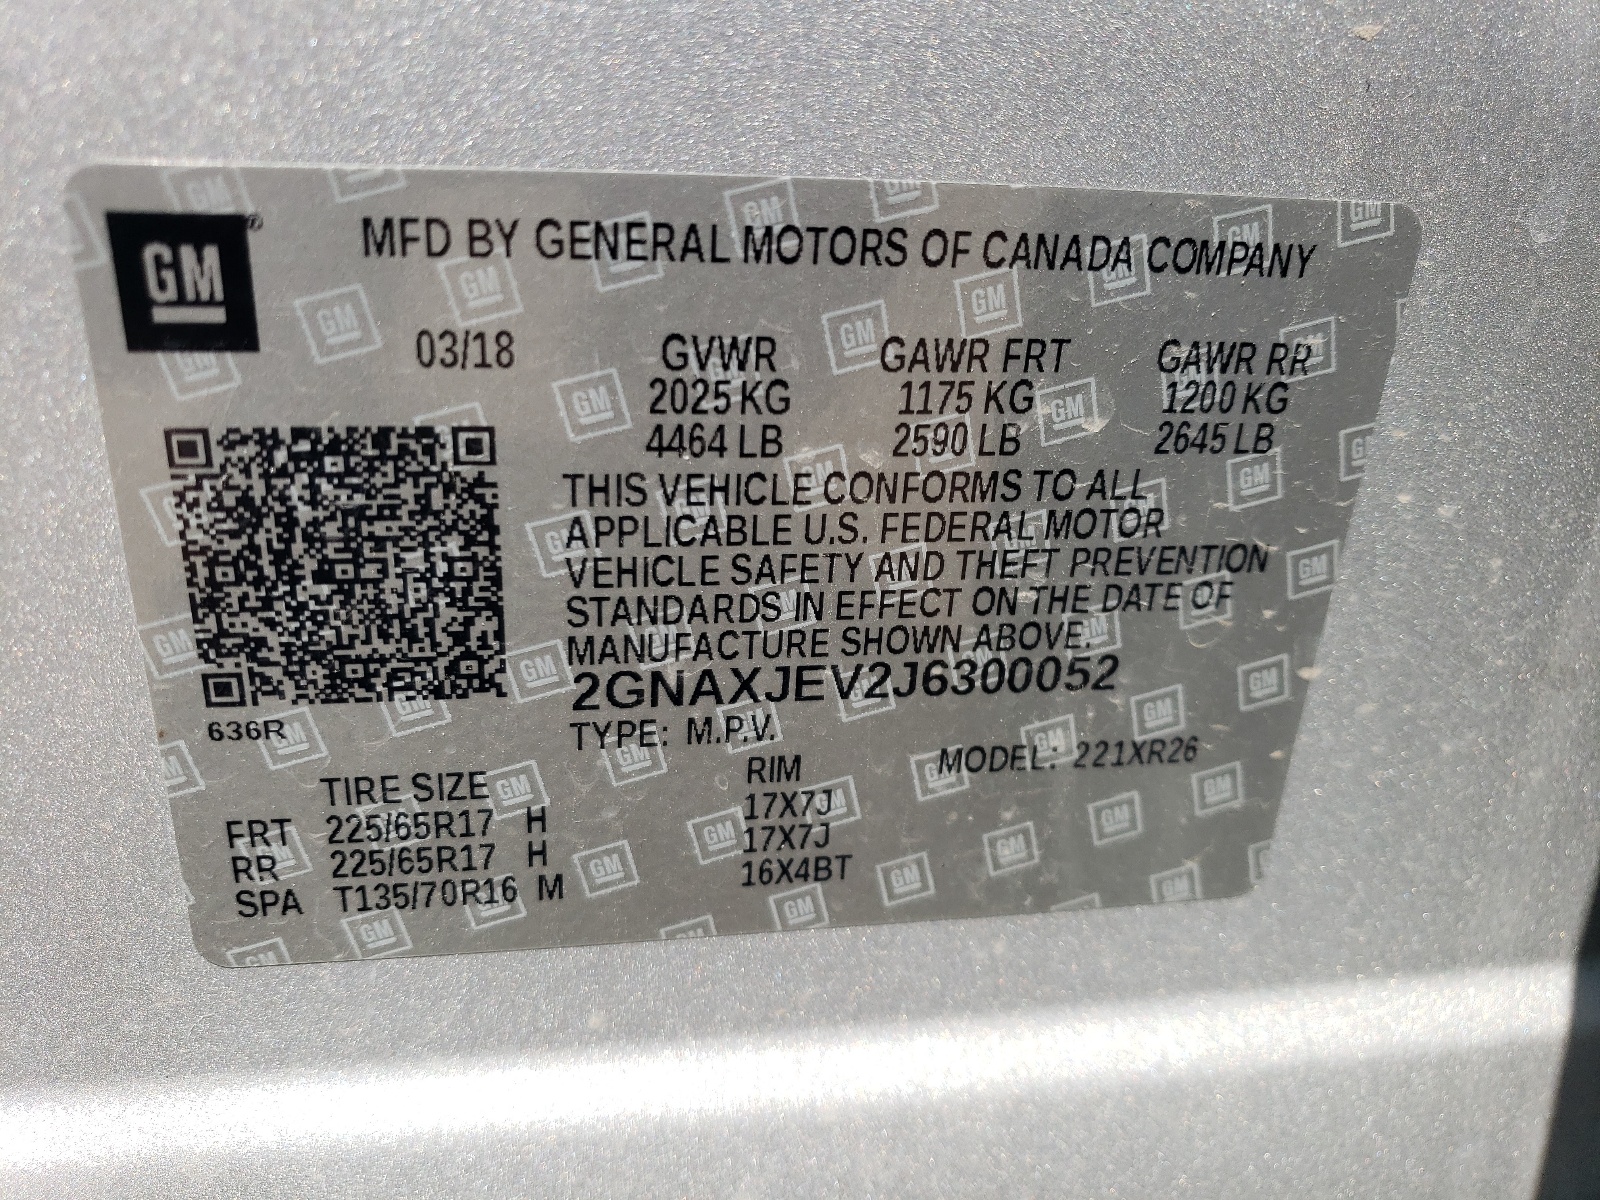 GM®
MFD BY GENERAL MOTORS OF CANADA COMPANY
03/18 GVWR GAWR FRT GAWR RR
2025 KG 1175 KG 1200 KG
4464 LB 2590 LB 2645 LB
THIS VEHICLE CONFORMS TO ALL
APPLICABLE U.S. FEDERAL MOTOR
VEHICLE SAFETY AND THEFT PREVENTION
STANDARDS IN EFFECT ON THE DATE OF
MANUFACTURE SHOWN ABOVE.
2GNAXJEV2J6300052
636R
TYPE: M.P.V.
MODEL: 221XR26
TIRE SIZE RIM
FRT 225/65R17 H 17X7J
RR 225/65R17 H 17X7J
SPA T135/70R16 M 16X4BT